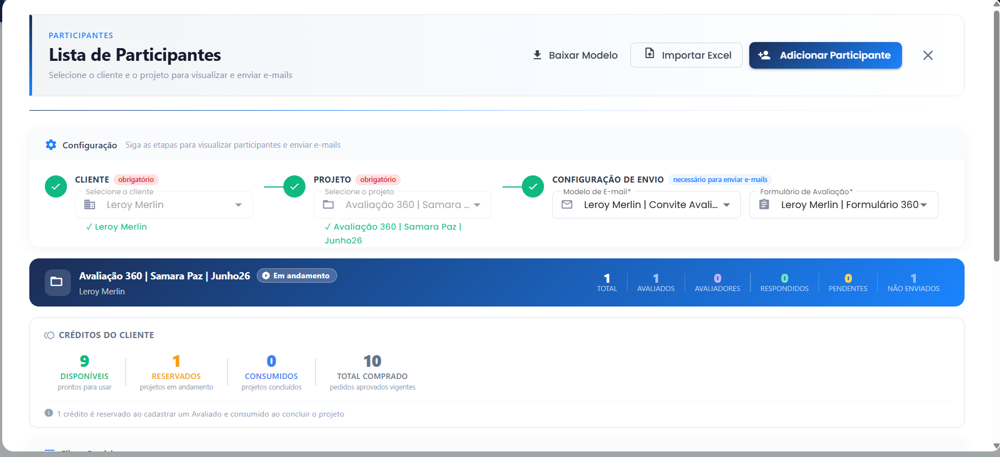 PARTICIPANTES
Lista de Participantes
Selecione o cliente e o projeto para visualizar e enviar e-mails
Baixar Modelo
Importar Excel
Adicionar Participante
Configuração
Siga as etapas para visualizar participantes e enviar e-mails
CLIENTE
obrigatório
Selecione o cliente
Leroy Merlin
✓ Leroy Merlin
PROJETO
obrigatório
Selecione o projeto
Avaliação 360 | Samara ...
✓ Avaliação 360 | Samara Paz |
Junho26
CONFIGURAÇÃO DE ENVIO
necessário para enviar e-mails
Modelo de E-mail*
Leroy Merlin | Convite Avali...
Formulário de Avaliação*
Leroy Merlin | Formulário 360
Avaliação 360 | Samara Paz | Junho26
Em andamento
Leroy Merlin
1
TOTAL
1
AVALIADOS
0
AVALIADORES
0
RESPONDIDOS
0
PENDENTES
1
NÃO ENVIADOS
CRÉDITOS DO CLIENTE
9
DISPONÍVEIS
prontos para usar
1
RESERVADOS
projetos em andamento
0
CONSUMIDOS
projetos concluídos
10
TOTAL COMPRADO
pedidos aprovados vigentes
1 crédito é reservado ao cadastrar um Avaliado e consumido ao concluir o projeto